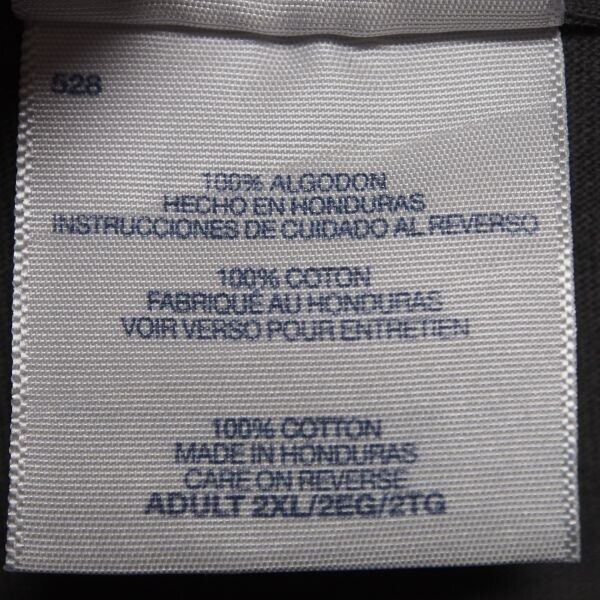 528
100% ALGODON
HECHO EN HONDURAS
INSTRUCCIONES DE CUIDADO AL REVERSO
100% COTON
FABRIQUÉ AU HONDURAS
VOIR VERSO POUR ENTRETIEN
100% COTTON
MADE IN HONDURAS
CARE ON REVERSE
ADULT 2XL/2EG/2TG